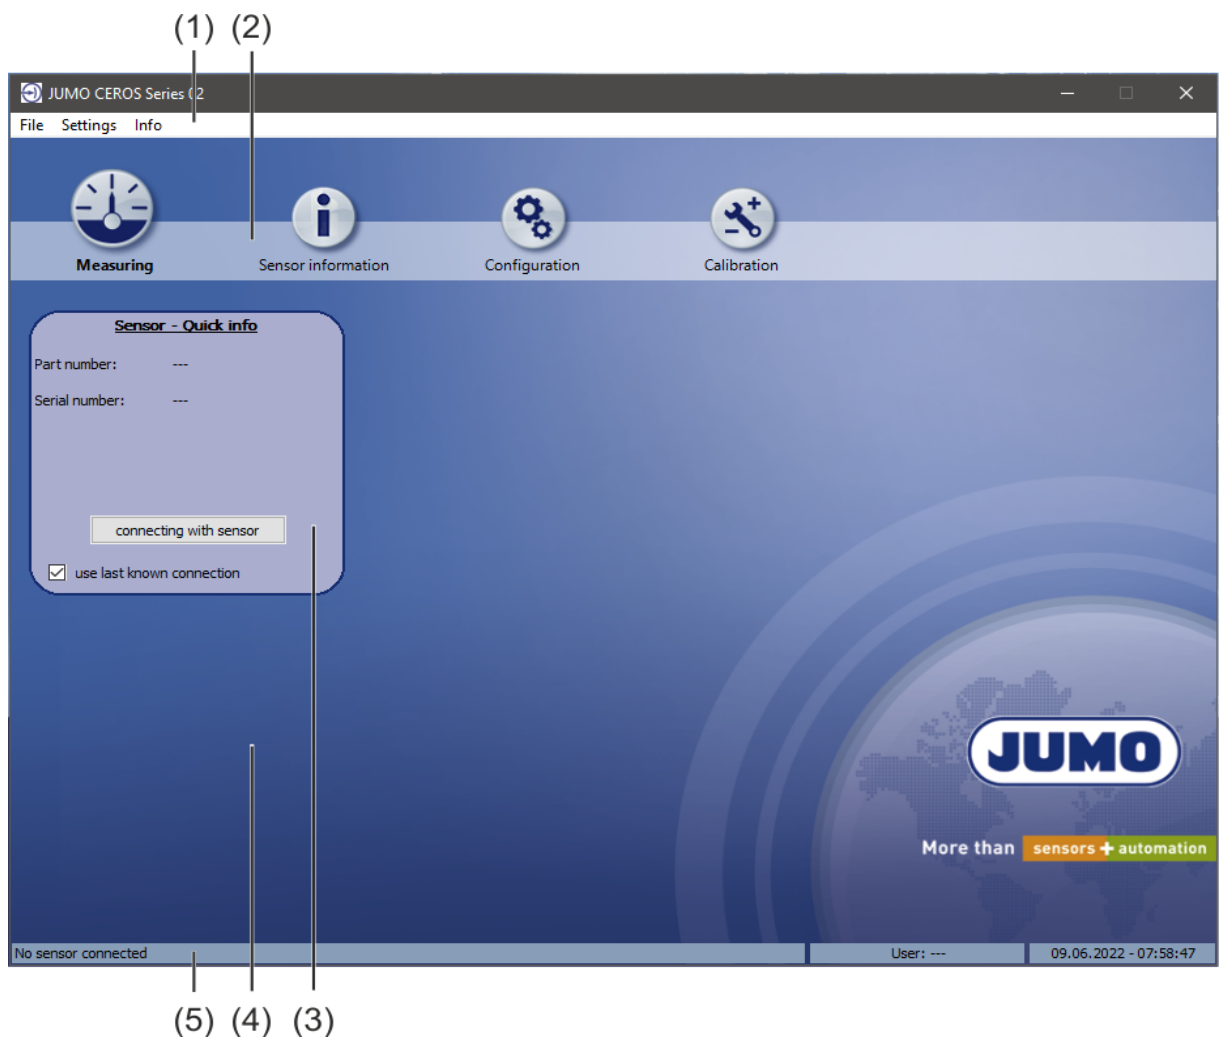 (1) (2)
JUMO CEROS Series 02
File Settings Info
Measuring Sensor information Configuration Calibration
Sensor - Quick info
Part number: ---
Serial number: ---
connecting with sensor
use last known connection
JUMO
More than sensors + automation
No sensor connected User: --- 09.06.2022 - 07:58:47
(5) (4) (3)